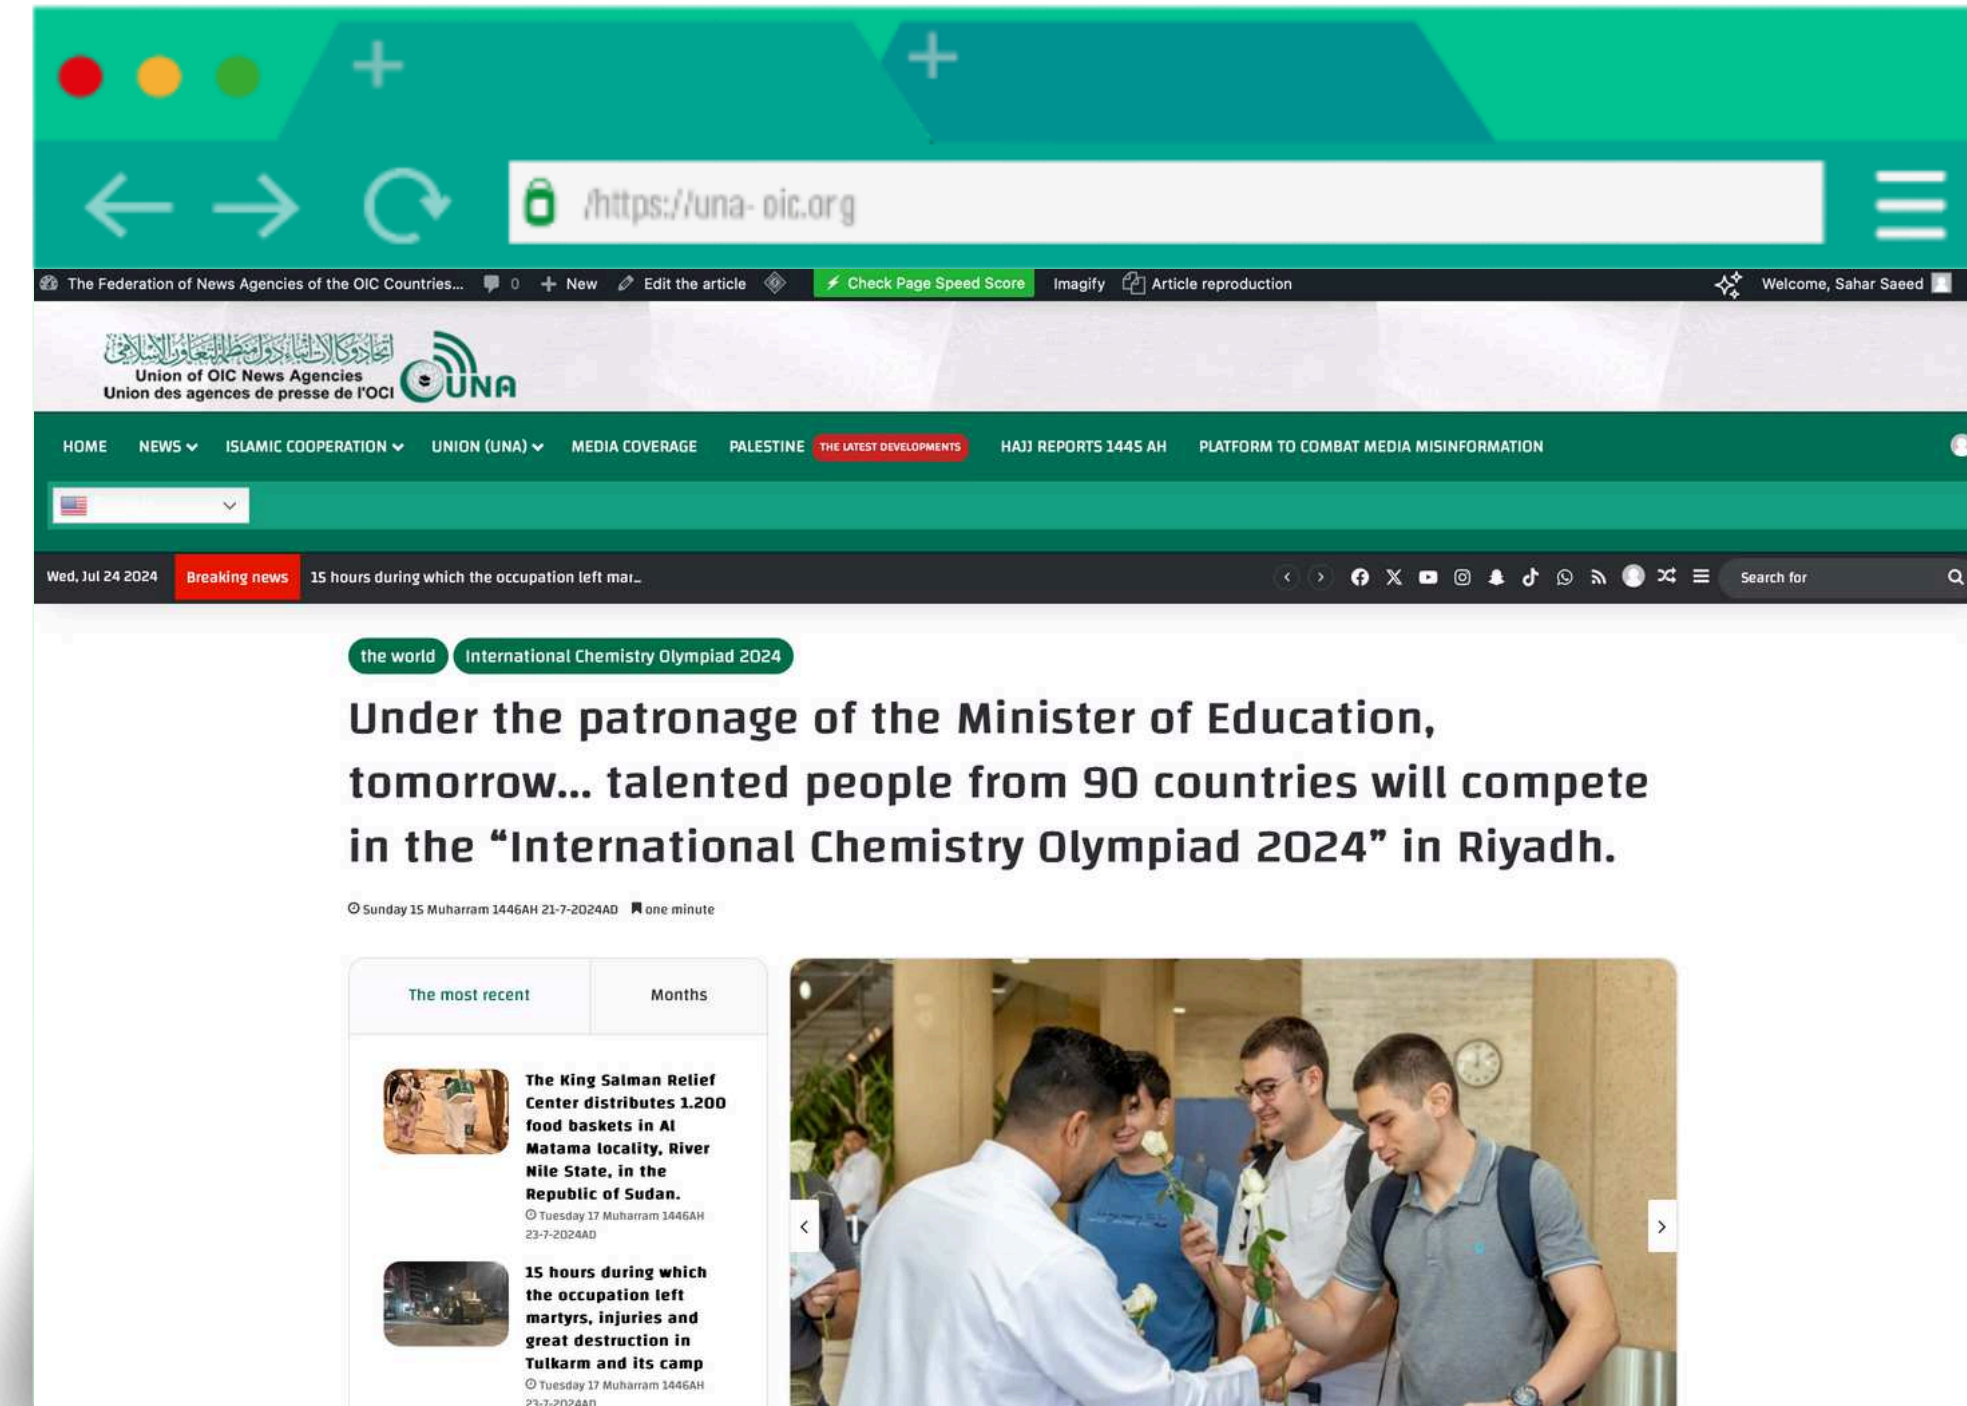 /https://una- oic.org
The Federation of News Agencies of the OIC Countries... 0 New Edit the article Check Page Speed Score Imagify Article reproduction Welcome, Sahar Saeed
اتحاد وكالات أنباء دول منظمة التعاون الإسلامي
Union of OIC News Agencies
Union des agences de presse de l'OCI
UNA
HOME NEWS ISLAMIC COOPERATION UNION (UNA) MEDIA COVERAGE PALESTINE THE LATEST DEVELOPMENTS HAJJ REPORTS 1445 AH PLATFORM TO COMBAT MEDIA MISINFORMATION
Wed, Jul 24 2024 Breaking news 15 hours during which the occupation left mar... Search for
the world International Chemistry Olympiad 2024
Under the patronage of the Minister of Education,
tomorrow... talented people from 90 countries will compete
in the “International Chemistry Olympiad 2024” in Riyadh.
Sunday 15 Muharram 1446AH 21-7-2024AD one minute
The most recent Months
The King Salman Relief
Center distributes 1.200
food baskets in Al
Matama locality, River
Nile State, in the
Republic of Sudan.
Tuesday 17 Muharram 1446AH
23-7-2024AD
15 hours during which
the occupation left
martyrs, injuries and
great destruction in
Tulkarm and its camp
Tuesday 17 Muharram 1446AH
23-7-2024AD